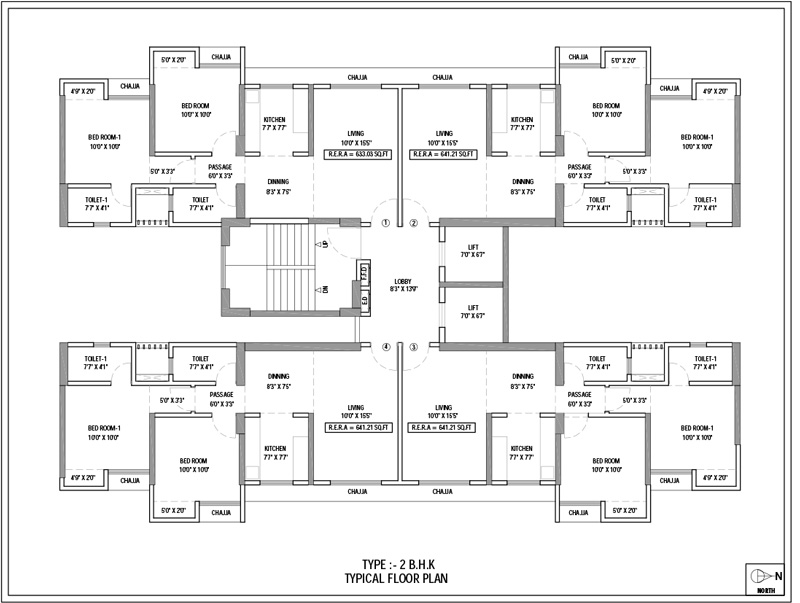 5'0" X 2'0"
CHAJJA
CHAJJA
5'0" X 2'0"
4'9" X 2'0"
CHAJJA
CHAJJA
CHAJJA
CHAJJA
4'9" X 2'0"
BED ROOM
10'0" X 10'0"
KITCHEN
7'7" X 7'7"
LIVING
10'0" X 15'5"
R.E.R.A = 633.03 SQ.FT
LIVING
10'0" X 15'5"
R.E.R.A = 641.21 SQ.FT
KITCHEN
7'7" X 7'7"
BED ROOM
10'0" X 10'0"
BED ROOM-1
10'0" X 10'0"
BED ROOM-1
10'0" X 10'0"
5'0" X 3'3"
PASSAGE
6'0" X 3'3"
DINNING
8'3" X 7'5"
DINNING
8'3" X 7'5"
PASSAGE
6'0" X 3'3"
5'0" X 3'3"
TOILET-1
7'7" X 4'1"
TOILET
7'7" X 4'1"
TOILET
7'7" X 4'1"
TOILET-1
7'7" X 4'1"
1
2
UP
DN
F.F.D
E.D
LOBBY
8'3" X 13'9"
LIFT
7'0" X 6'7"
LIFT
7'0" X 6'7"
4
3
TOILET-1
7'7" X 4'1"
TOILET
7'7" X 4'1"
TOILET
7'7" X 4'1"
TOILET-1
7'7" X 4'1"
DINNING
8'3" X 7'5"
DINNING
8'3" X 7'5"
5'0" X 3'3"
PASSAGE
6'0" X 3'3"
PASSAGE
6'0" X 3'3"
5'0" X 3'3"
LIVING
10'0" X 15'5"
R.E.R.A = 641.21 SQ.FT
LIVING
10'0" X 15'5"
R.E.R.A = 641.21 SQ.FT
BED ROOM-1
10'0" X 10'0"
BED ROOM-1
10'0" X 10'0"
KITCHEN
7'7" X 7'7"
KITCHEN
7'7" X 7'7"
BED ROOM
10'0" X 10'0"
BED ROOM
10'0" X 10'0"
4'9" X 2'0"
CHAJJA
CHAJJA
CHAJJA
CHAJJA
4'9" X 2'0"
5'0" X 2'0"
CHAJJA
CHAJJA
5'0" X 2'0"
TYPE :- 2 B.H.K
TYPICAL FLOOR PLAN
N
NORTH